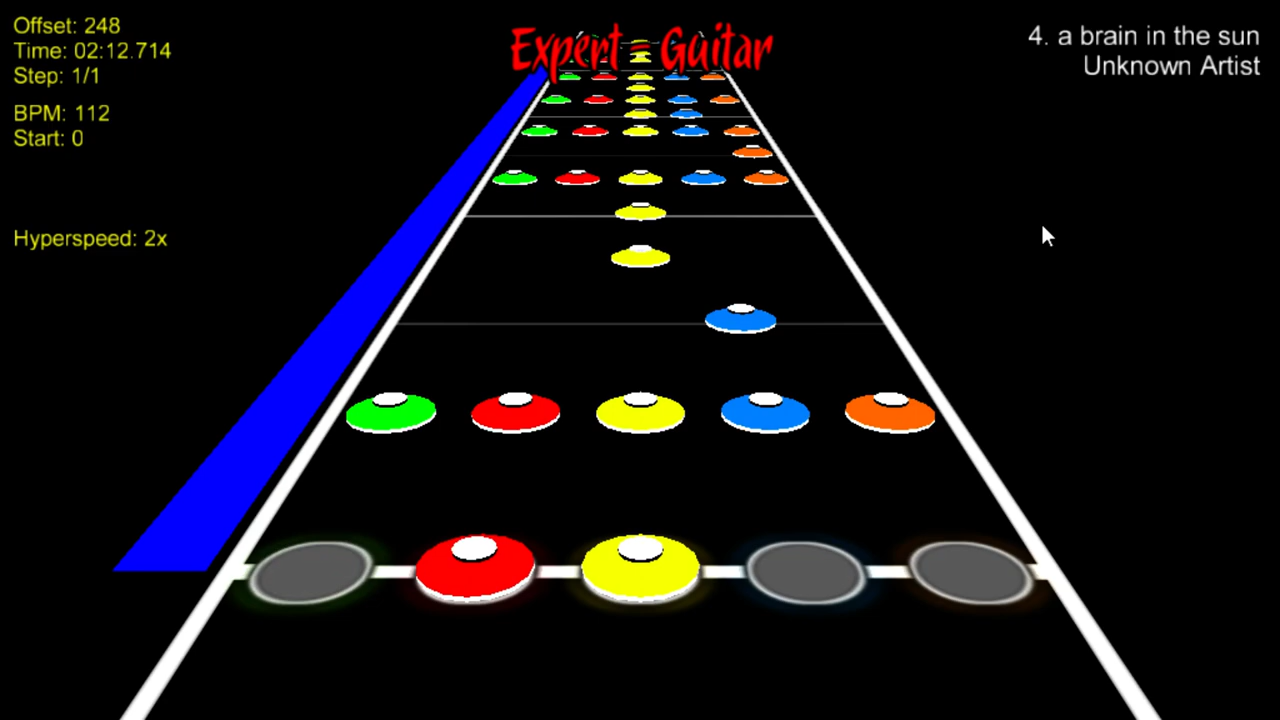 Offset: 248
Time: 02:12.714
Step: 1/1
BPM: 112
Start: 0
Hyperspeed: 2x
Expert - Guitar
4. a brain in the sun
Unknown Artist